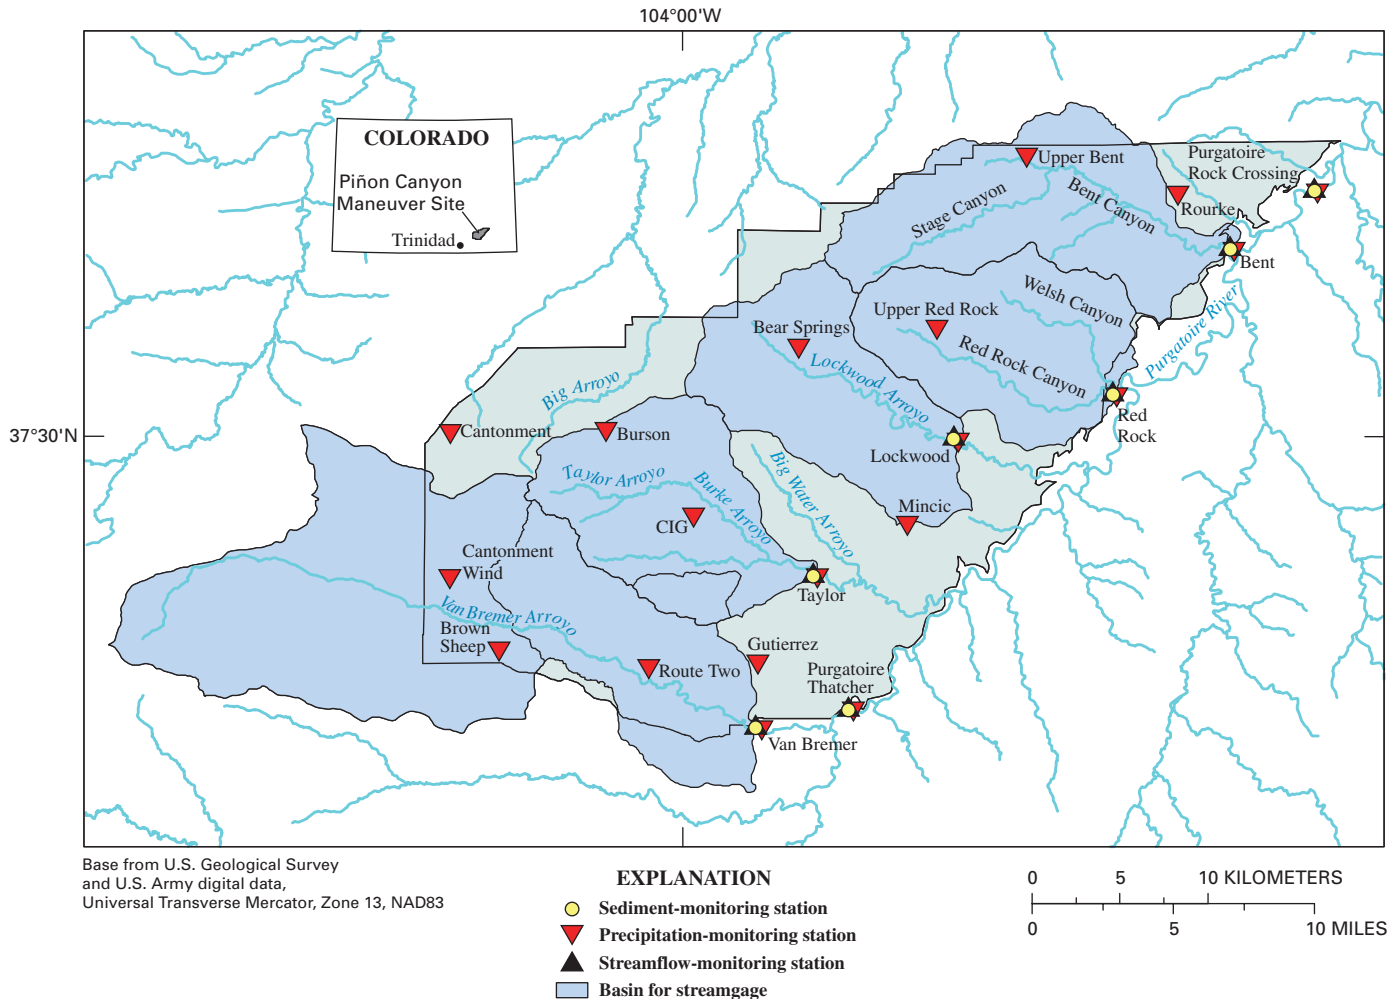 104°00'W
COLORADO
Piñon Canyon
Maneuver Site
Trinidad
Upper Bent
Purgatoire
Rock Crossing
Stage Canyon
Bent Canyon
Rourke
Bent
Welsh Canyon
Upper Red Rock
Bear Springs
Red Rock Canyon
Purgatoire River
Lockwood Arroyo
Big Arroyo
Red
Rock
37°30'N
Cantonment
Burson
Lockwood
Taylor Arroyo
Burke Arroyo
Big Water Arroyo
Mincic
CIG
Cantonment
Wind
Taylor
Van Bremer Arroyo
Brown
Sheep
Gutierrez
Route Two
Purgatoire
Thatcher
Van Bremer
Base from U.S. Geological Survey
and U.S. Army digital data,
Universal Transverse Mercator, Zone 13, NAD83
EXPLANATION
Sediment-monitoring station
Precipitation-monitoring station
Streamflow-monitoring station
Basin for streamgage
0 5 10 KILOMETERS
0 5 10 MILES